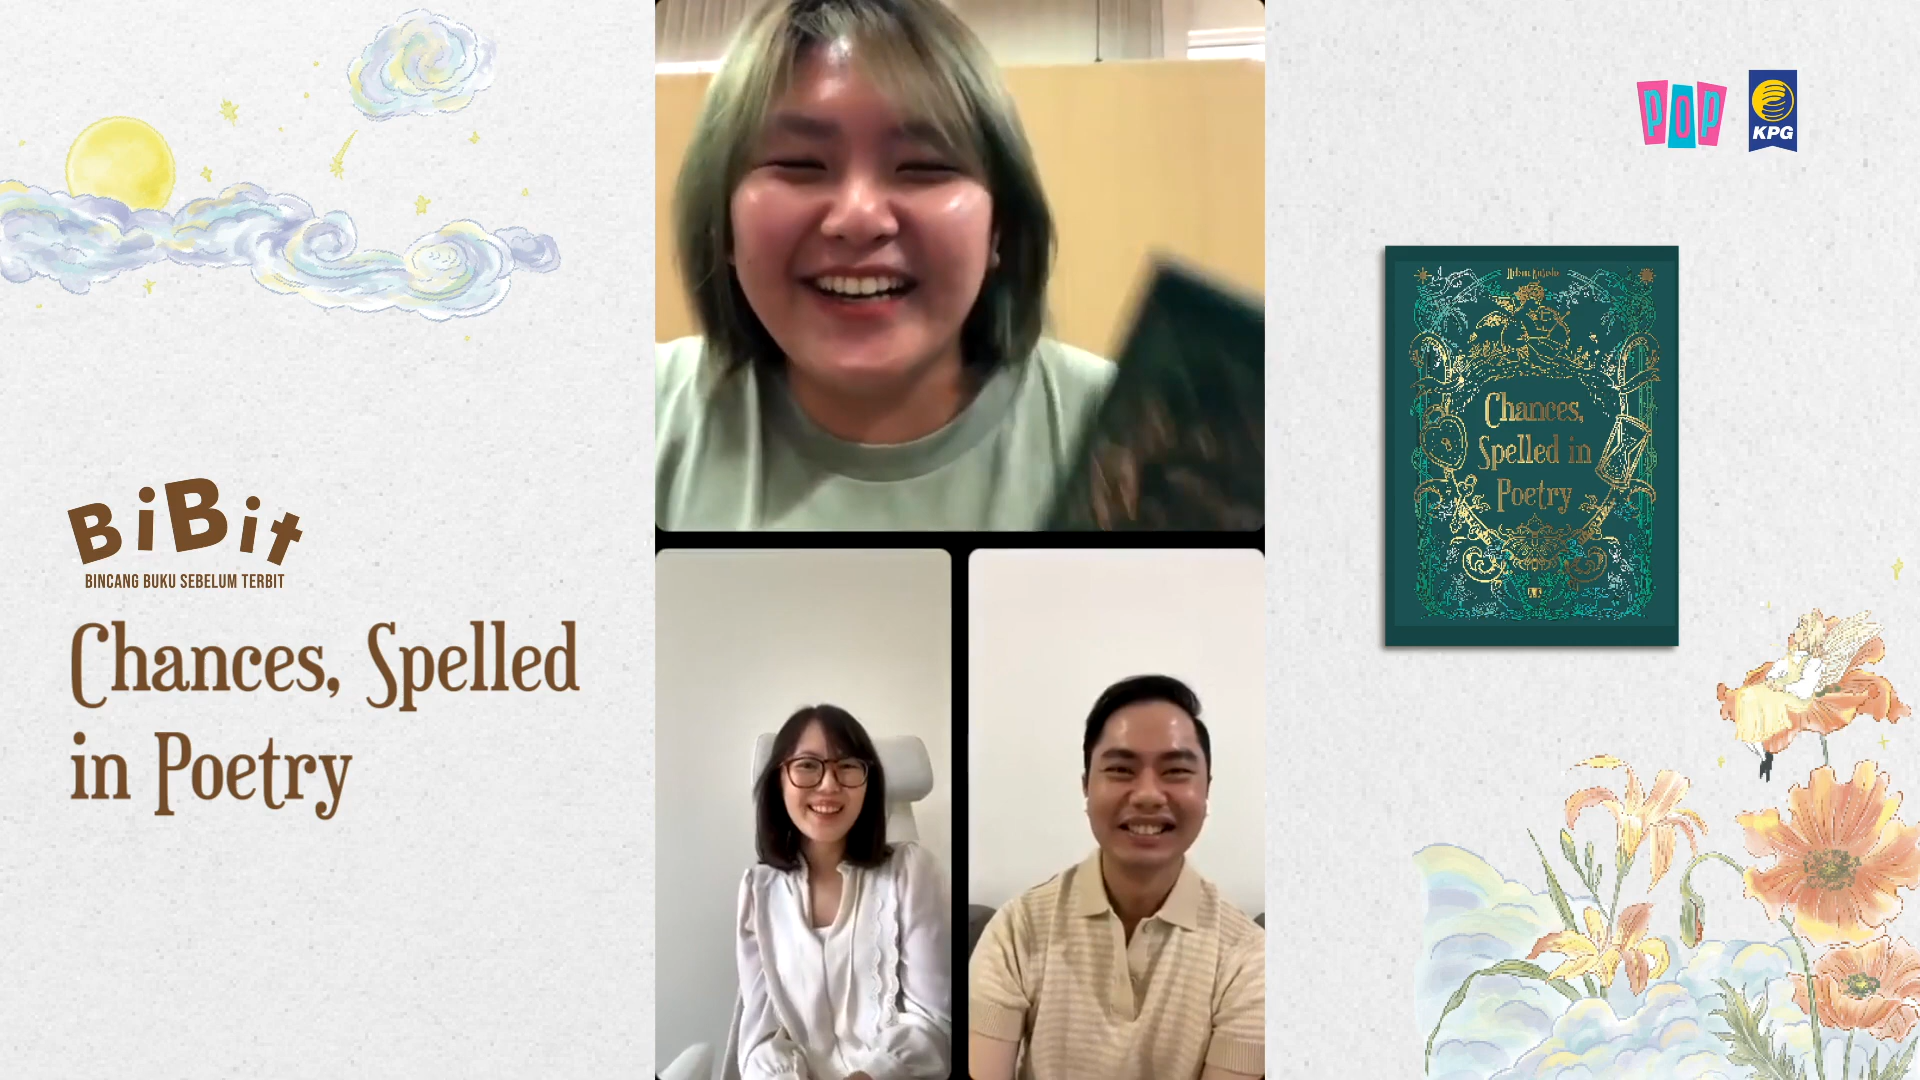 BiBit
BINCANG BUKU SEBELUM TERBIT
Chances, Spelled
in Poetry
POP
KPG
Chances,
Spelled in
Poetry